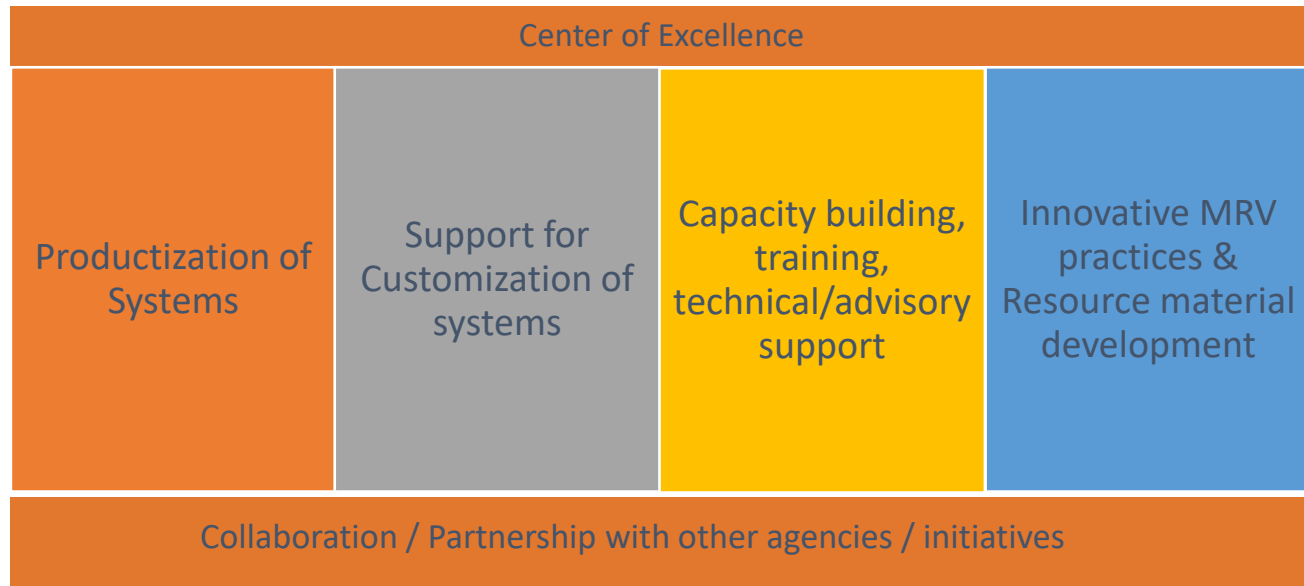 Center of Excellence
Productization of
Systems
Support for
Customization of
systems
Capacity building,
training,
technical/advisory
support
Innovative MRV
practices &
Resource material
development
Collaboration / Partnership with other agencies / initiatives